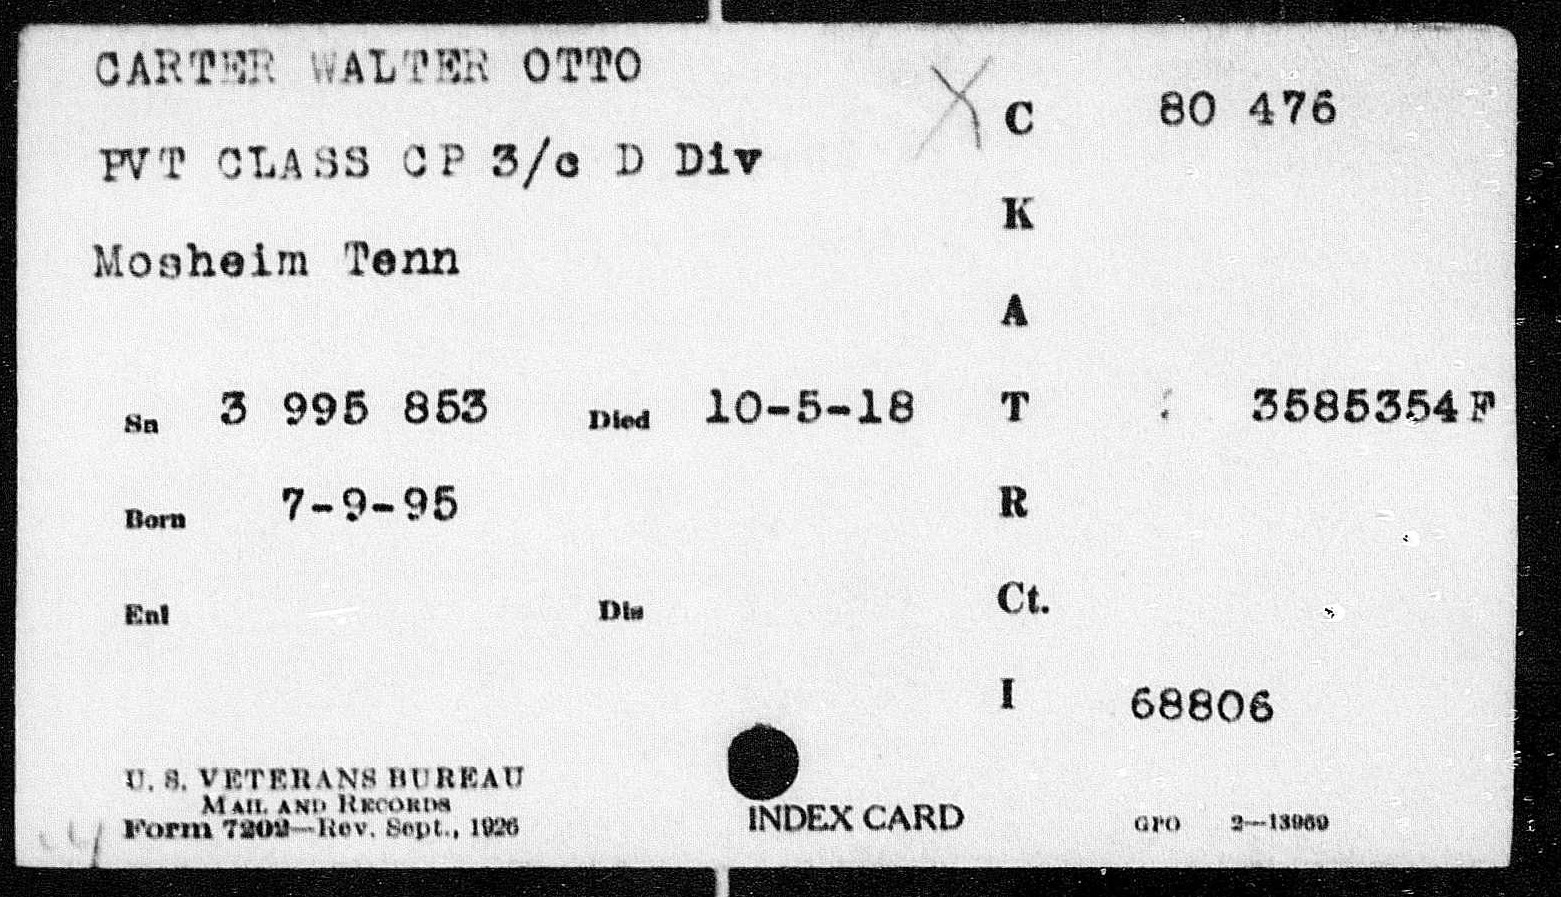 CARTER WALTER OTTO
C 80 476
PVT CLASS CP 3/c D Div
K
Mosheim Tenn
A
Sn 3 995 853 Died 10-5-18 T 3585354 F
Born 7-9-95 R
Enl Dis Ct.
I 68806
U. S. VETERANS BUREAU
MAIL AND RECORDS
Form 7202—Rev. Sept., 1926
INDEX CARD
GPO 2—13969